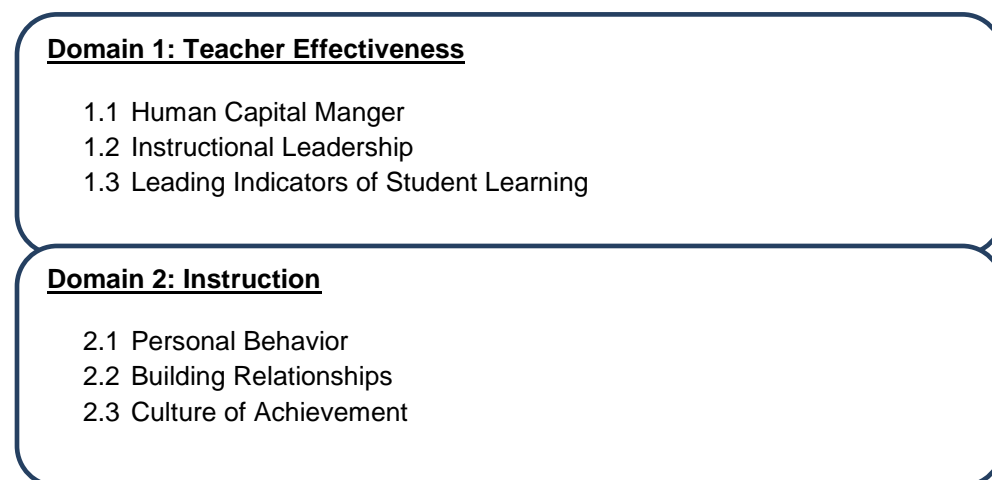 Domain 1: Teacher Effectiveness
1.1 Human Capital Manger
1.2 Instructional Leadership
1.3 Leading Indicators of Student Learning
Domain 2: Instruction
2.1 Personal Behavior
2.2 Building Relationships
2.3 Culture of Achievement